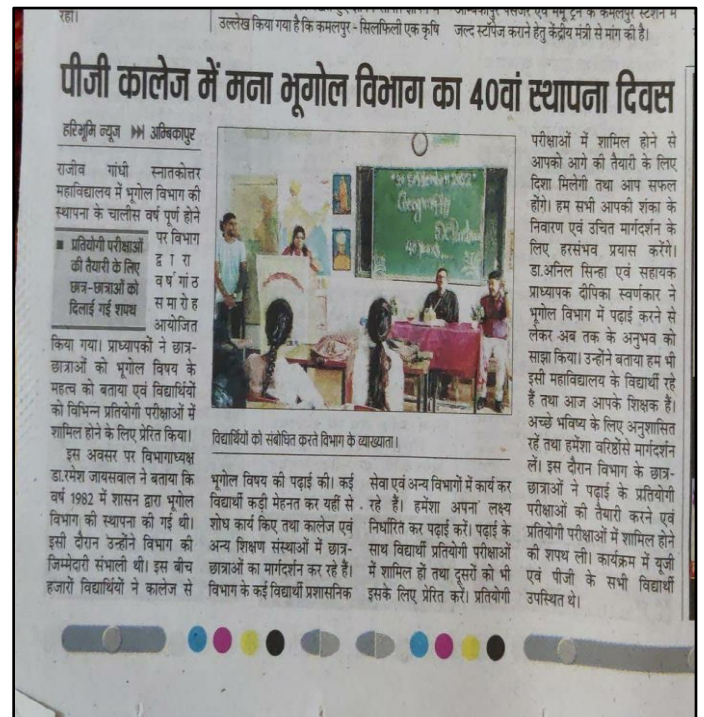 रहा।
उल्लेख किया गया है कि कमलपुर - सिलफिली एक कृषि
जल्द स्टॉपेज कराने हेतु केंद्रीय मंत्री से मांग की है।
पीजी कालेज में मना भूगोल विभाग का 40वां स्थापना दिवस
हरिभूमि न्यूज ▶▶ अम्बिकापुर
राजीव गांधी स्नातकोत्तर
महाविद्यालय में भूगोल विभाग की
स्थापना के चालीस वर्ष पूर्ण होने
पर विभाग
द्वारा
वर्षगांठ
समारोह
आयोजित
■ प्रतियोगी परीक्षाओं
की तैयारी के लिए
छात्र-छात्राओं को
दिलाई गई शपथ
किया गया। प्राध्यापकों ने छात्र-
छात्राओं को भूगोल विषय के
महत्व को बताया एवं विद्यार्थियों
को विभिन्न प्रतियोगी परीक्षाओं में
शामिल होने के लिए प्रेरित किया।
इस अवसर पर विभागाध्यक्ष
डा.रमेश जायसवाल ने बताया कि
वर्ष 1982 में शासन द्वारा भूगोल
विभाग की स्थापना की गई थी।
इसी दौरान उन्होंने विभाग की
जिम्मेदारी संभाली थी। इस बीच
हजारों विद्यार्थियों ने कालेज से
Geography
40 years
विद्यार्थियों को संबोधित करते विभाग के व्याख्याता।
भूगोल विषय की पढ़ाई की। कई
विद्यार्थी कड़ी मेहनत कर यहीं से
शोध कार्य किए तथा कालेज एवं
अन्य शिक्षण संस्थाओं में छात्र-
छात्राओं का मार्गदर्शन कर रहे हैं।
विभाग के कई विद्यार्थी प्रशासनिक
सेवा एवं अन्य विभागों में कार्य कर
रहे हैं। हमेंशा अपना लक्ष्य
निर्धारित कर पढ़ाई करें। पढ़ाई के
साथ विद्यार्थी प्रतियोगी परीक्षाओं
में शामिल हों तथा दूसरों को भी
इसके लिए प्रेरित करें। प्रतियोगी
परीक्षाओं में शामिल होने से
आपको आगे की तैयारी के लिए
दिशा मिलेगी तथा आप सफल
होंगे। हम सभी आपकी शंका के
निवारण एवं उचित मार्गदर्शन के
लिए हरसंभव प्रयास करेंगे।
डा.अनिल सिन्हा एवं सहायक
प्राध्यापक दीपिका स्वर्णकार ने
भूगोल विभाग में पढ़ाई करने से
लेकर अब तक के अनुभव को
साझा किया। उन्होंने बताया हम भी
इसी महाविद्यालय के विद्यार्थी रहे
हैं तथा आज आपके शिक्षक हैं।
अच्छे भविष्य के लिए अनुशासित
रहें तथा हमेंशा वरिष्ठोंसे मार्गदर्शन
लें। इस दौरान विभाग के छात्र-
छात्राओं ने पढ़ाई के प्रतियोगी
परीक्षाओं की तैयारी करने एवं
प्रतियोगी परीक्षाओं में शामिल होने
की शपथ ली। कार्यक्रम में यूजी
एवं पीजी के सभी विद्यार्थी
उपस्थित थे।